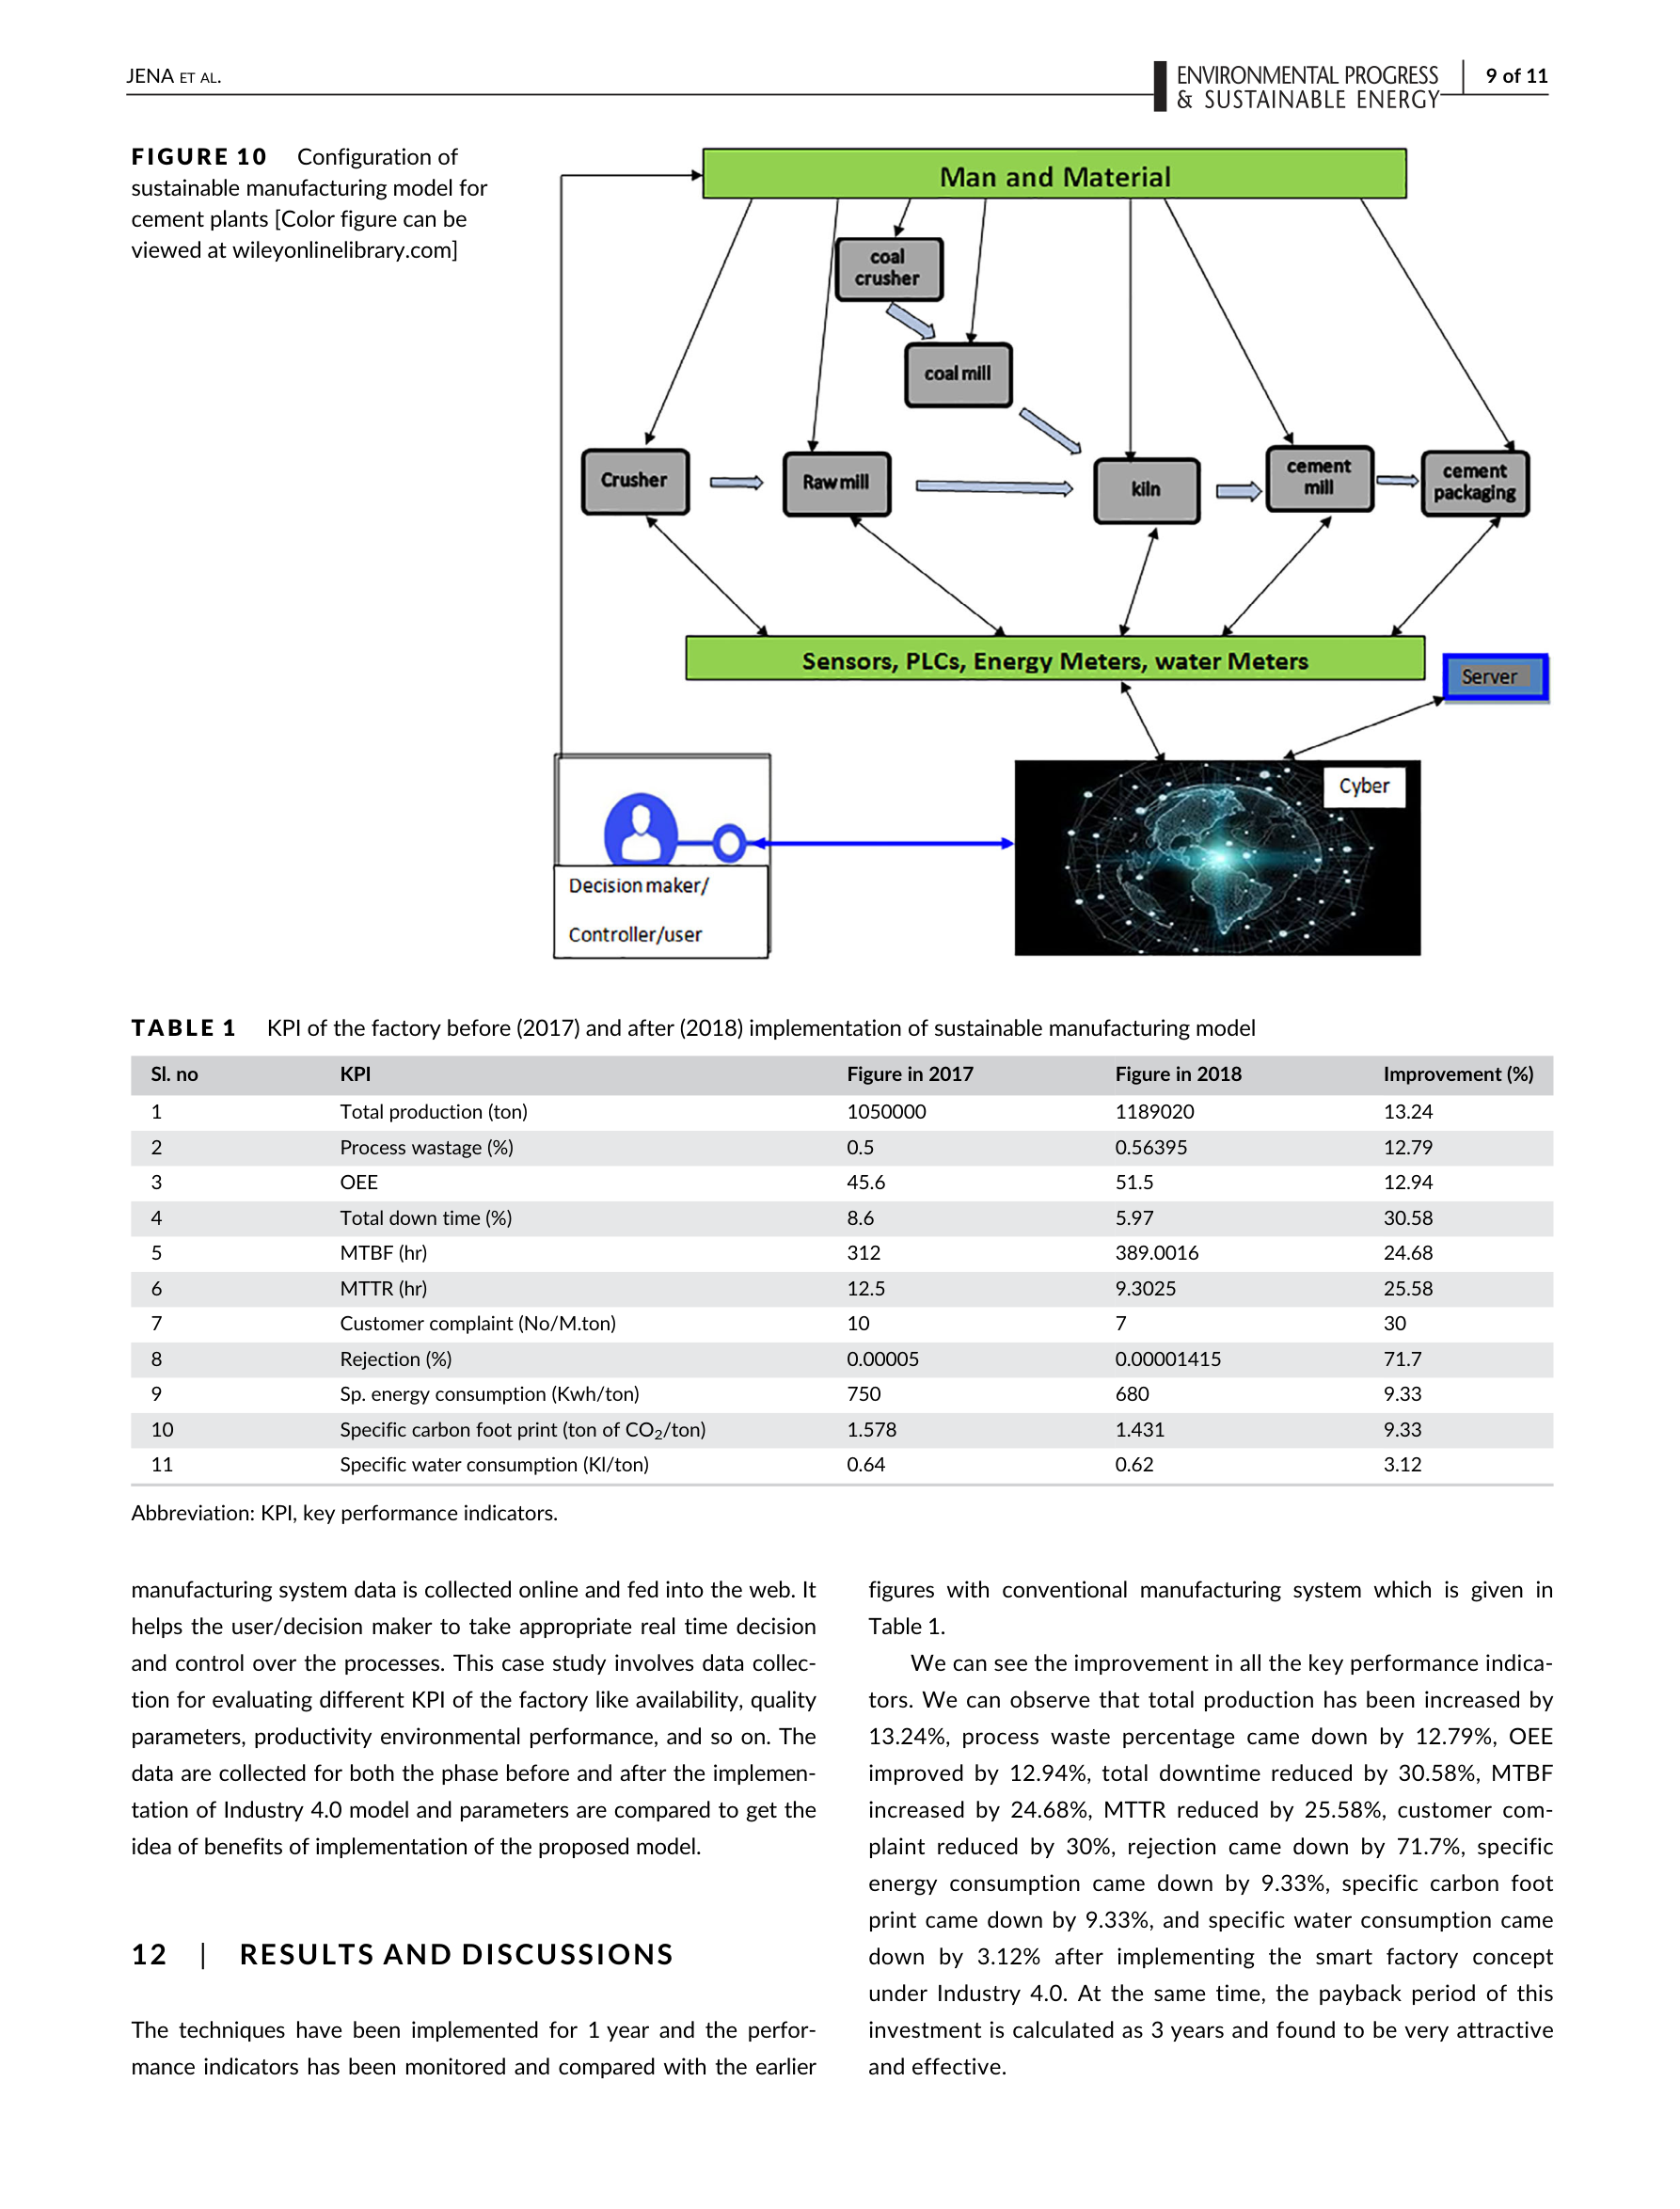 JENA ET AL.
ENVIRONMENTAL PROGRESS
& SUSTAINABLE ENERGY
9 of 11
FIGURE 10 Configuration of
sustainable manufacturing model for
cement plants [Color figure can be
viewed at wileyonlinelibrary.com]
Man and Material
coal
crusher
coal mill
Crusher
Raw mill
kiln
cement
mill
cement
packaging
Sensors, PLCs, Energy Meters, water Meters
Server
Cyber
Decision maker/
Controller/user
TABLE 1 KPI of the factory before (2017) and after (2018) implementation of sustainable manufacturing model
Sl. no KPI Figure in 2017 Figure in 2018 Improvement (%)
1 Total production (ton) 1050000 1189020 13.24
2 Process wastage (%) 0.5 0.56395 12.79
3 OEE 45.6 51.5 12.94
4 Total down time (%) 8.6 5.97 30.58
5 MTBF (hr) 312 389.0016 24.68
6 MTTR (hr) 12.5 9.3025 25.58
7 Customer complaint (No/M.ton) 10 7 30
8 Rejection (%) 0.00005 0.00001415 71.7
9 Sp. energy consumption (Kwh/ton) 750 680 9.33
10 Specific carbon foot print (ton of CO₂/ton) 1.578 1.431 9.33
11 Specific water consumption (Kl/ton) 0.64 0.62 3.12
Abbreviation: KPI, key performance indicators.
manufacturing system data is collected online and fed into the web. It
helps the user/decision maker to take appropriate real time decision
and control over the processes. This case study involves data collec-
tion for evaluating different KPI of the factory like availability, quality
parameters, productivity environmental performance, and so on. The
data are collected for both the phase before and after the implemen-
tation of Industry 4.0 model and parameters are compared to get the
idea of benefits of implementation of the proposed model.
12 | RESULTS AND DISCUSSIONS
The techniques have been implemented for 1 year and the perfor-
mance indicators has been monitored and compared with the earlier
figures with conventional manufacturing system which is given in
Table 1.
We can see the improvement in all the key performance indica-
tors. We can observe that total production has been increased by
13.24%, process waste percentage came down by 12.79%, OEE
improved by 12.94%, total downtime reduced by 30.58%, MTBF
increased by 24.68%, MTTR reduced by 25.58%, customer com-
plaint reduced by 30%, rejection came down by 71.7%, specific
energy consumption came down by 9.33%, specific carbon foot
print came down by 9.33%, and specific water consumption came
down by 3.12% after implementing the smart factory concept
under Industry 4.0. At the same time, the payback period of this
investment is calculated as 3 years and found to be very attractive
and effective.